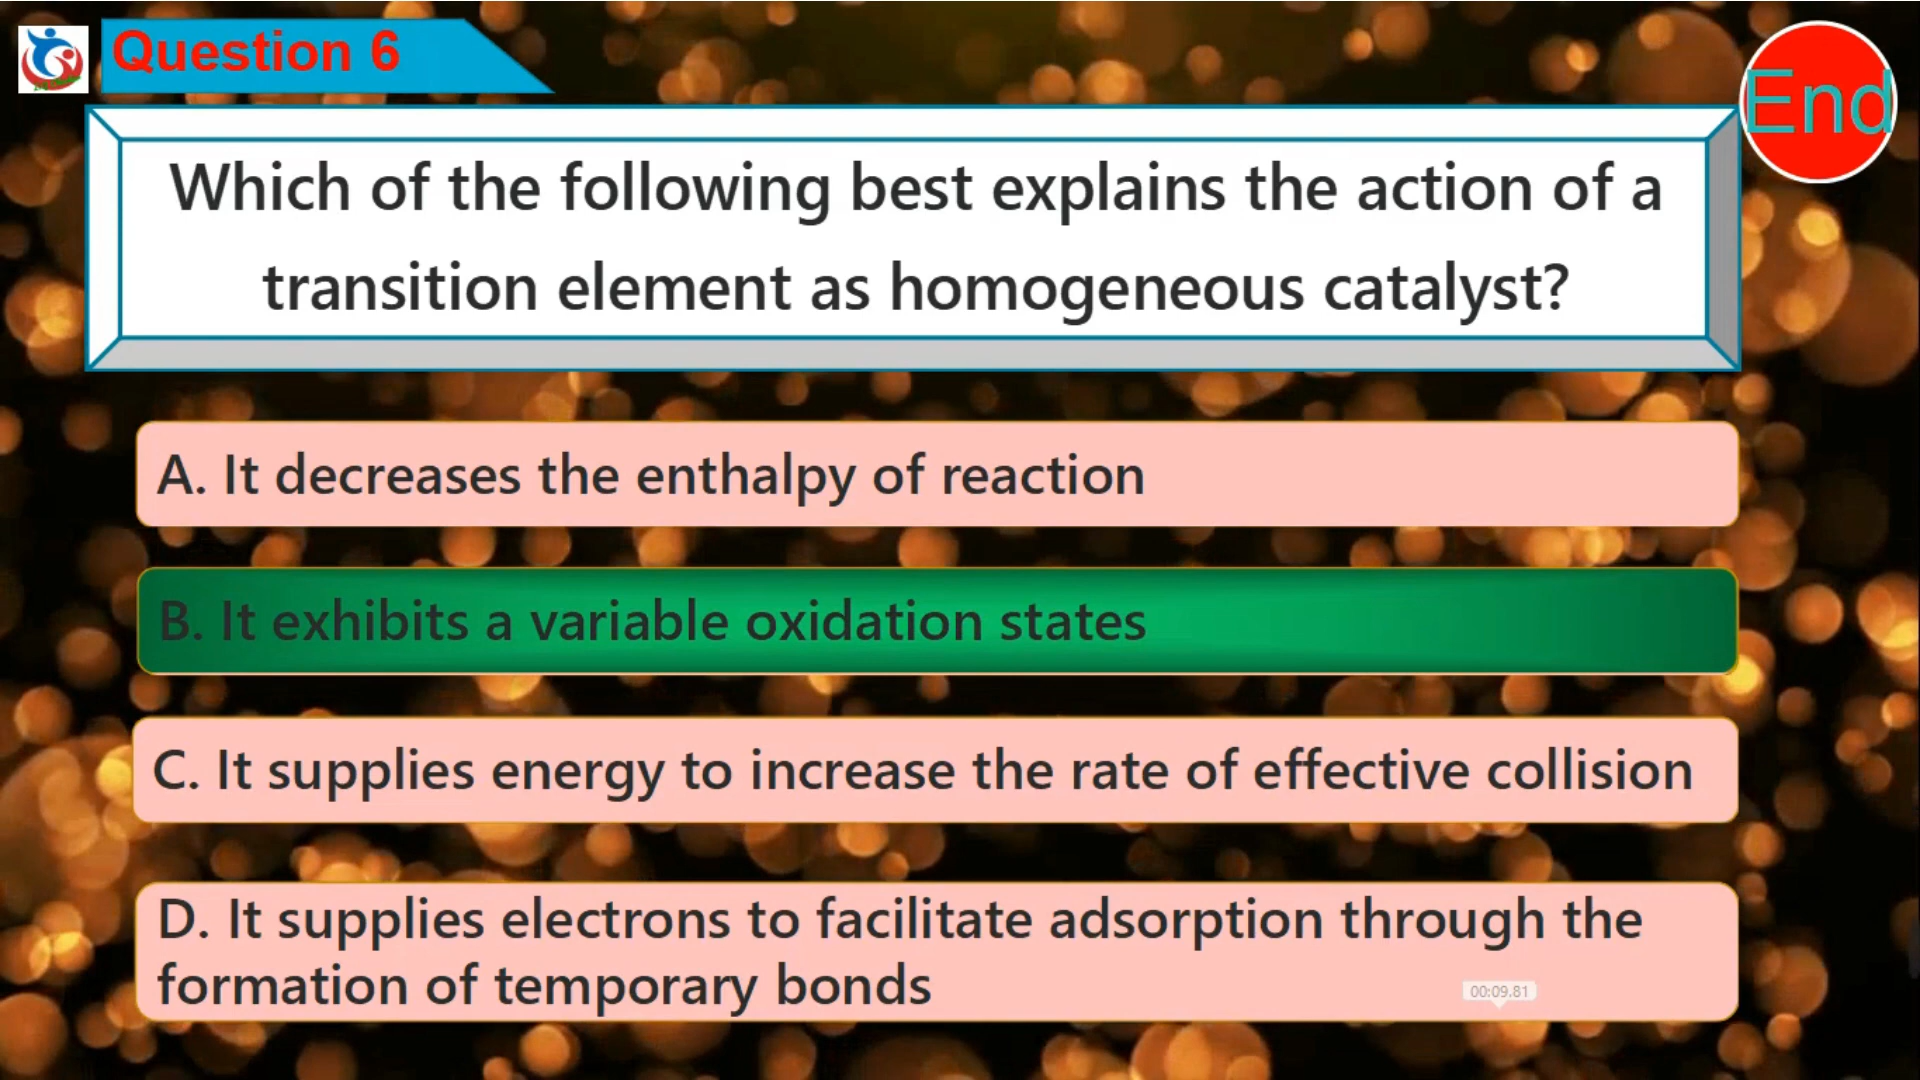 Question 6
End
Which of the following best explains the action of a
transition element as homogeneous catalyst?
A. It decreases the enthalpy of reaction
B. It exhibits a variable oxidation states
C. It supplies energy to increase the rate of effective collision
D. It supplies electrons to facilitate adsorption through the
formation of temporary bonds
00:09.81